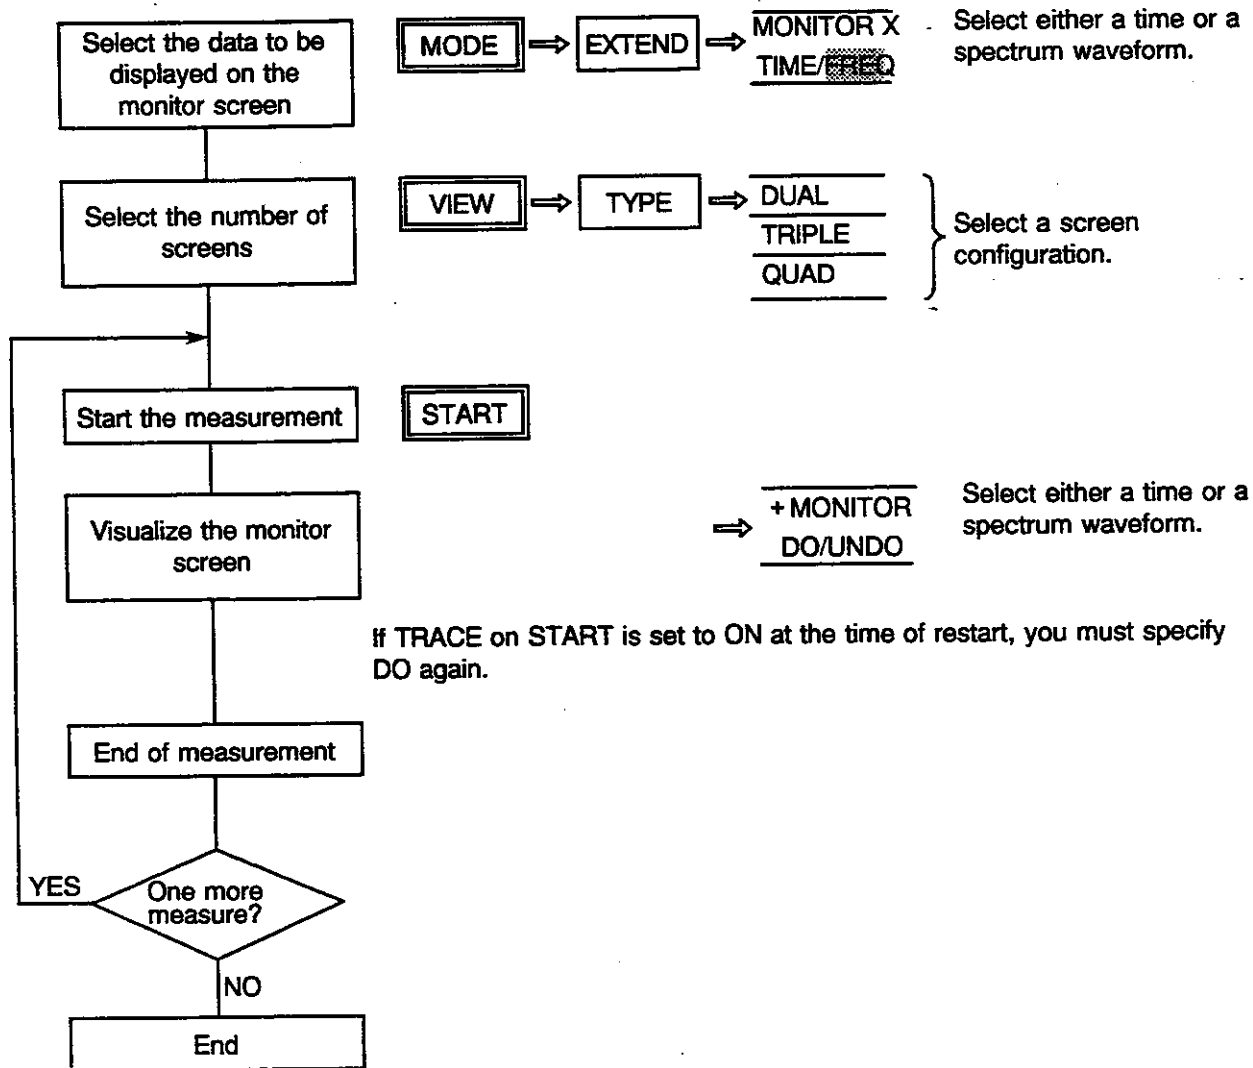 Select the data to be
displayed on the
monitor screen
MODE ⇒ EXTEND ⇒ MONITOR X
TIME/FREQ
Select either a time or a
spectrum waveform.
Select the number of
screens
VIEW ⇒ TYPE ⇒ DUAL
TRIPLE
QUAD
Select a screen
configuration.
Start the measurement
START
Visualize the monitor
screen
⇒ +MONITOR
DO/UNDO
Select either a time or a
spectrum waveform.
If TRACE on START is set to ON at the time of restart, you must specify
DO again.
End of measurement
YES
One more
measure?
NO
End